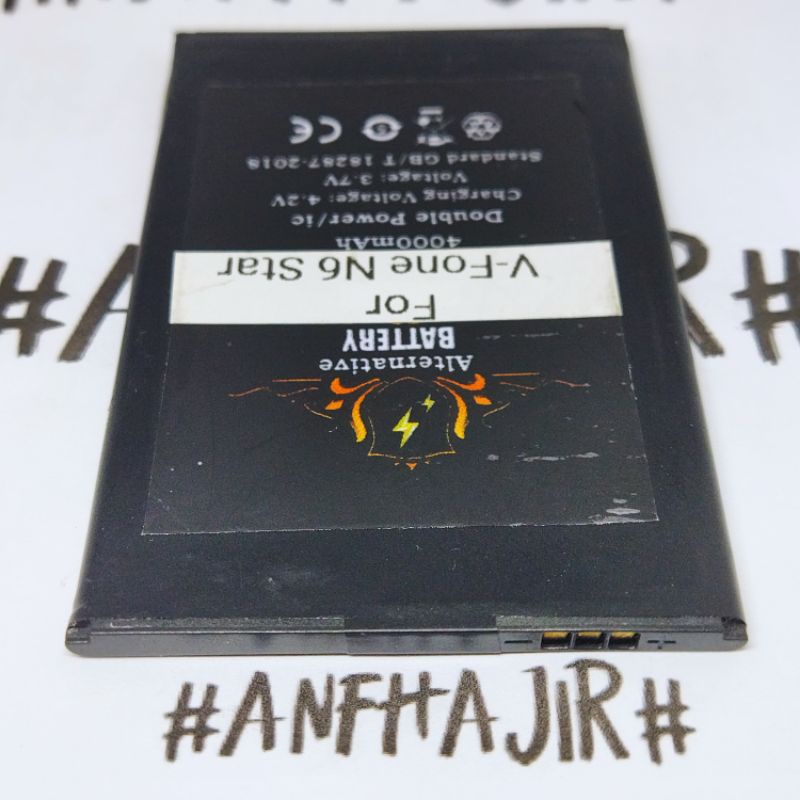 Alternative
BATTERY
For
V-Fone N6 Star
4000mAh
Double Power/ic
Charging Voltage: 4.2V
Voltage: 3.7V
Standard GB/T 18287-2018
CE
- +
#A R#
#ANFHAJIR#